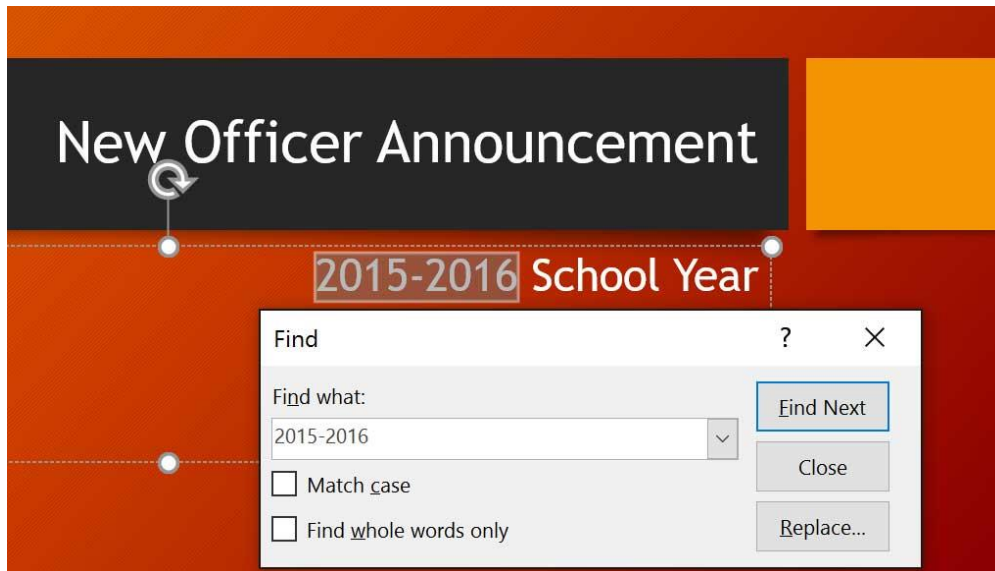 New Officer Announcement
2015-2016 School Year
Find
?
Find what:
2015-2016
Find Next
Match case
Close
Find whole words only
Replace...